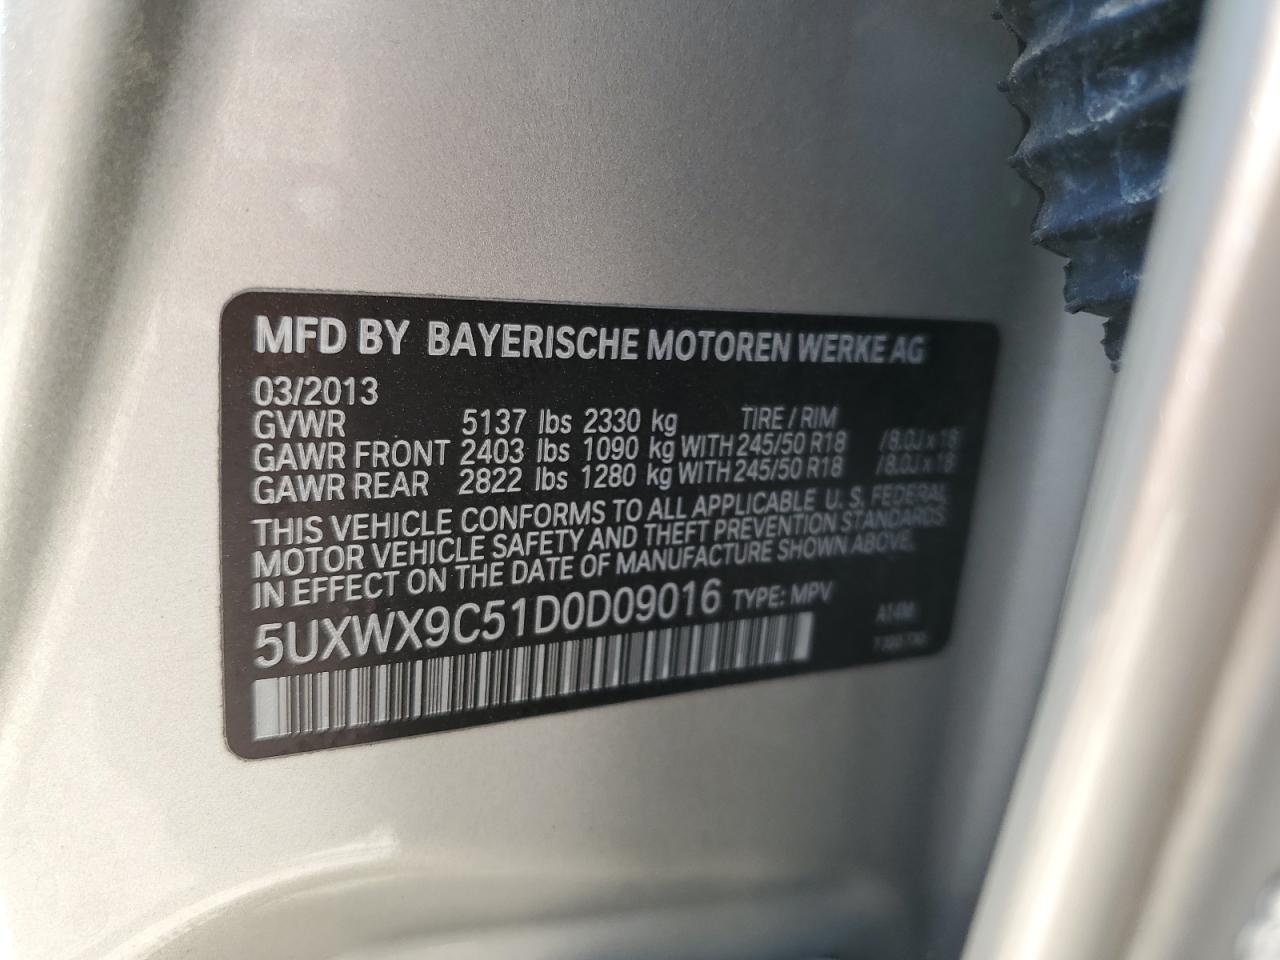 MFD BY BAYERISCHE MOTOREN WERKE AG
03/2013
GVWR 5137 lbs 2330 kg TIRE / RIM
GAWR FRONT 2403 lbs 1090 kg WITH 245/50 R18 /8.0J x 18
GAWR REAR 2822 lbs 1280 kg WITH 245/50 R18 /8.0J x 18
THIS VEHICLE CONFORMS TO ALL APPLICABLE U. S. FEDERAL
MOTOR VEHICLE SAFETY AND THEFT PREVENTION STANDARDS
IN EFFECT ON THE DATE OF MANUFACTURE SHOWN ABOVE.
5UXWX9C51D0D09016 TYPE: MPV